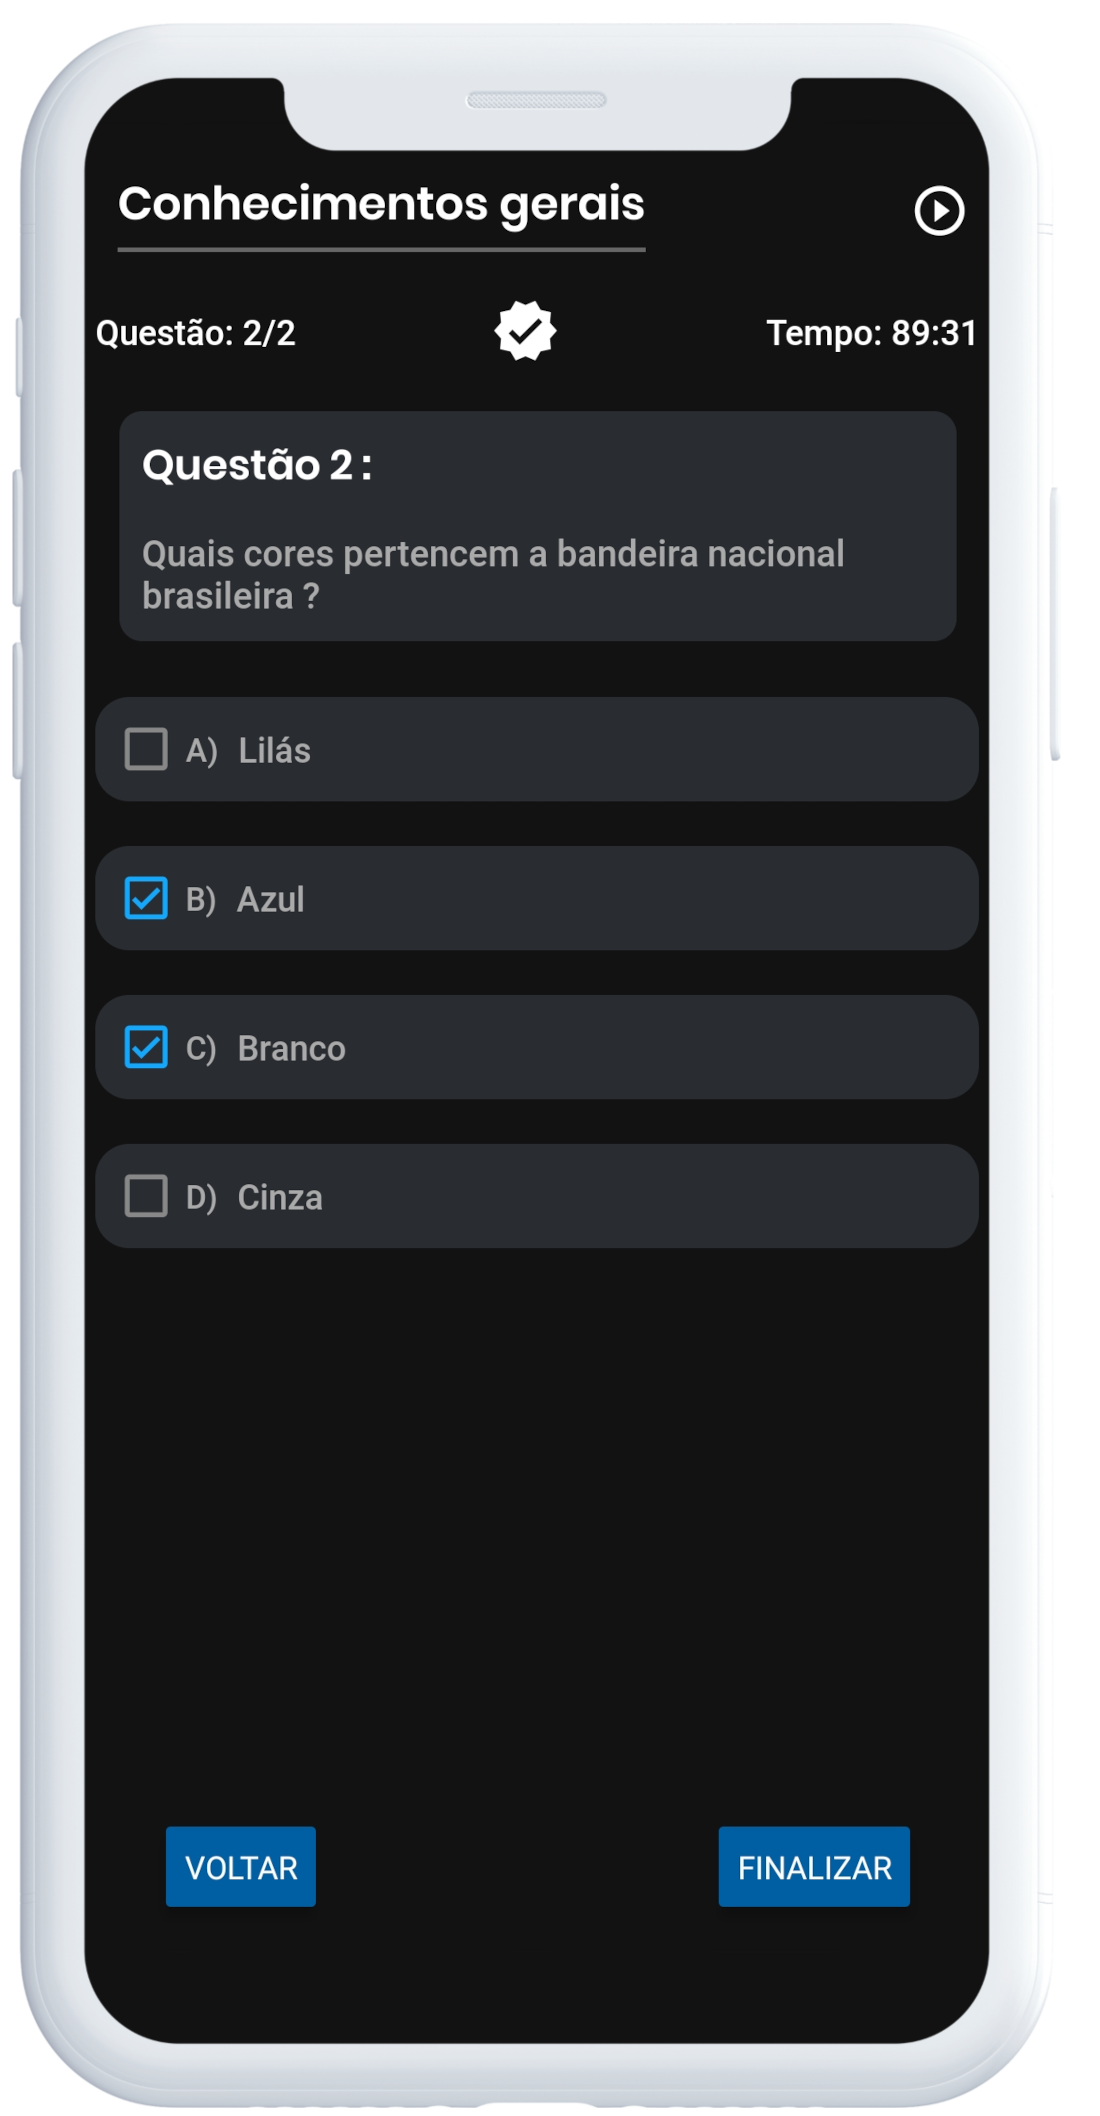 Conhecimentos gerais
Questão: 2/2
Tempo: 89:31
Questão 2 :
Quais cores pertencem a bandeira nacional
brasileira ?
A) Lilás
B) Azul
C) Branco
D) Cinza
VOLTAR
FINALIZAR